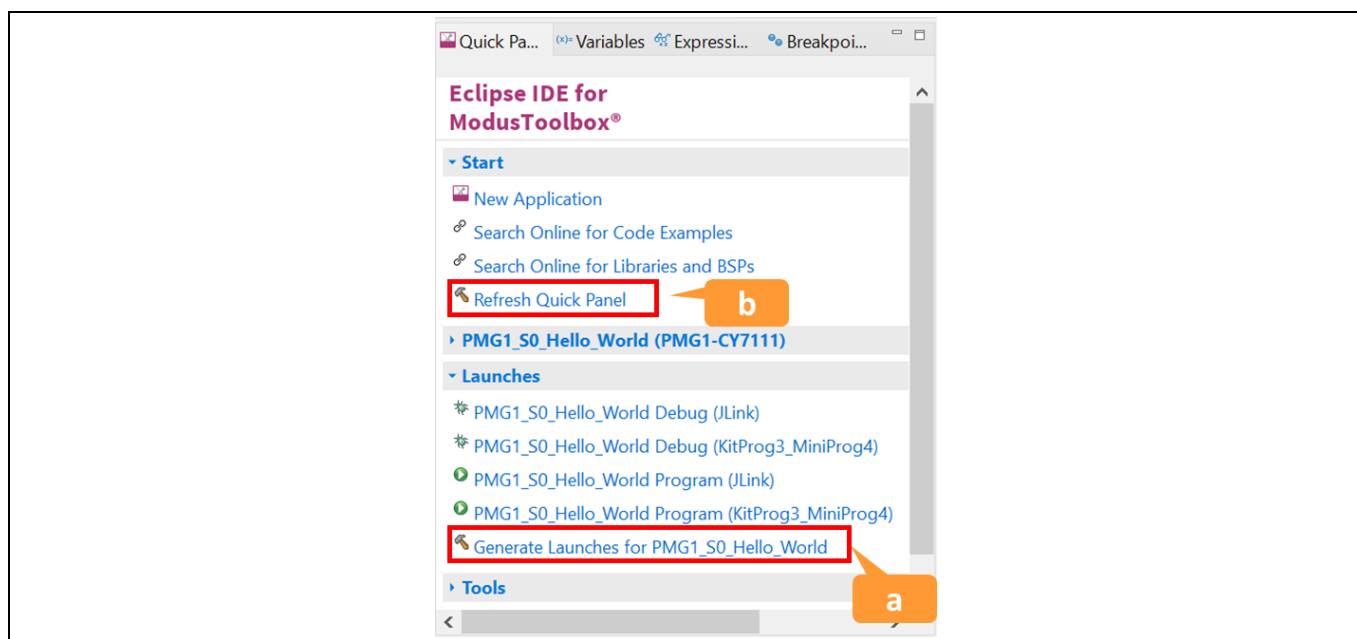 Quick Pa... (x)= Variables Expressi... Breakpoi...
Eclipse IDE for
ModusToolbox®
Start
New Application
Search Online for Code Examples
Search Online for Libraries and BSPs
Refresh Quick Panel
b
PMG1_S0_Hello_World (PMG1-CY7111)
Launches
PMG1_S0_Hello_World Debug (JLink)
PMG1_S0_Hello_World Debug (KitProg3_MiniProg4)
PMG1_S0_Hello_World Program (JLink)
PMG1_S0_Hello_World Program (KitProg3_MiniProg4)
Generate Launches for PMG1_S0_Hello_World
Tools
a